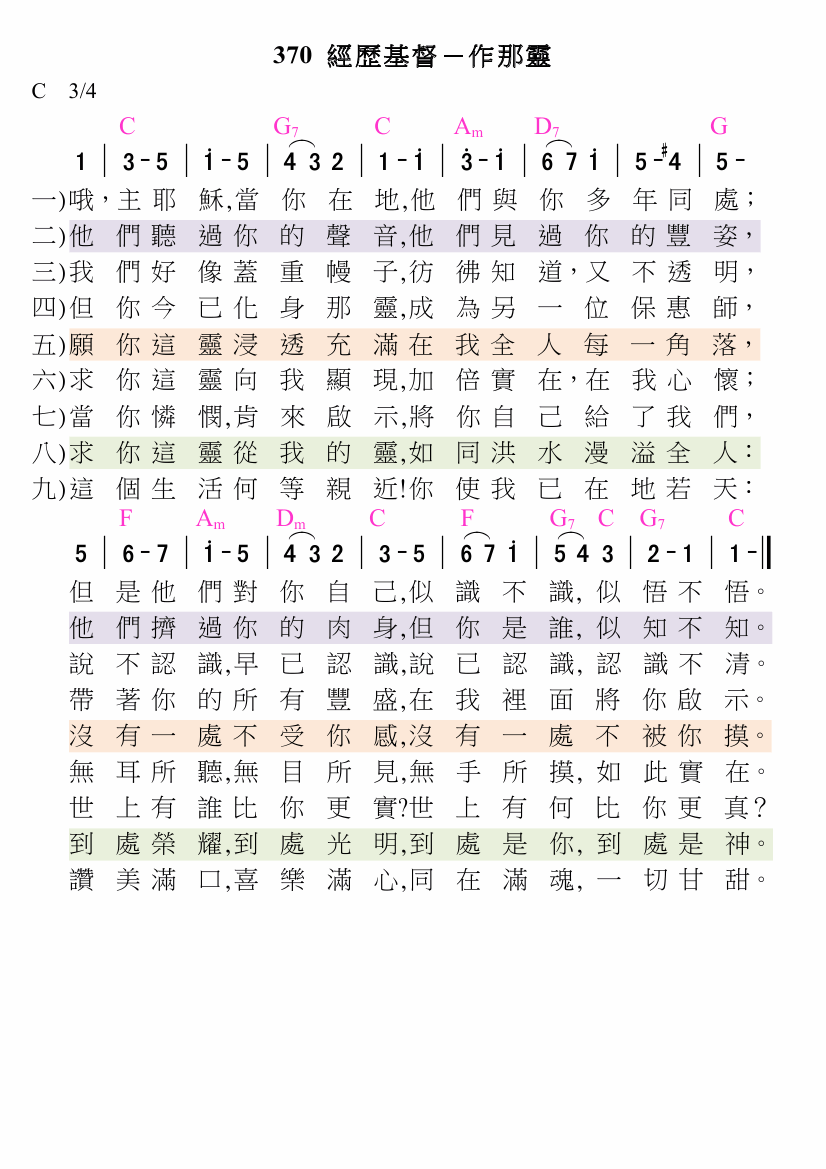 370 經歷基督－作那靈
C 3/4
C G7 C Am D7 G
1 | 3 - 5 | i - 5 | 4 3 2 | 1 - i | 3̇ - i | 6 7 i | 5 - #4 | 5 -
一)哦，主耶穌,當你在地,他們與你多年同處；
二)他們聽過你的聲音,他們見過你的豐姿，
三)我們好像蓋重幔子,彷彿知道，又不透明，
四)但你今已化身那靈,成為另一位保惠師，
五)願你這靈浸透充滿在我全人每一角落，
六)求你這靈向我顯現,加倍實在，在我心懷；
七)當你憐憫,肯來啟示,將你自己給了我們，
八)求你這靈從我的靈,如同洪水漫溢全人：
九)這個生活何等親近!你使我已在地若天：
F Am Dm C F G7 C G7 C
5 | 6 - 7 | i - 5 | 4 3 2 | 3 - 5 | 6 7 i | 5 4 3 | 2 - 1 | 1 - ‖
但是他們對你自己,似識不識,似悟不悟。
他們擠過你的肉身,但你是誰,似知不知。
說不認識,早已認識,說已認識,認識不清。
帶著你的所有豐盛,在我裡面將你啟示。
沒有一處不受你感,沒有一處不被你摸。
無耳所聽,無目所見,無手所摸,如此實在。
世上有誰比你更實?世上有何比你更真？
到處榮耀,到處光明,到處是你,到處是神。
讚美滿口,喜樂滿心,同在滿魂,一切甘甜。